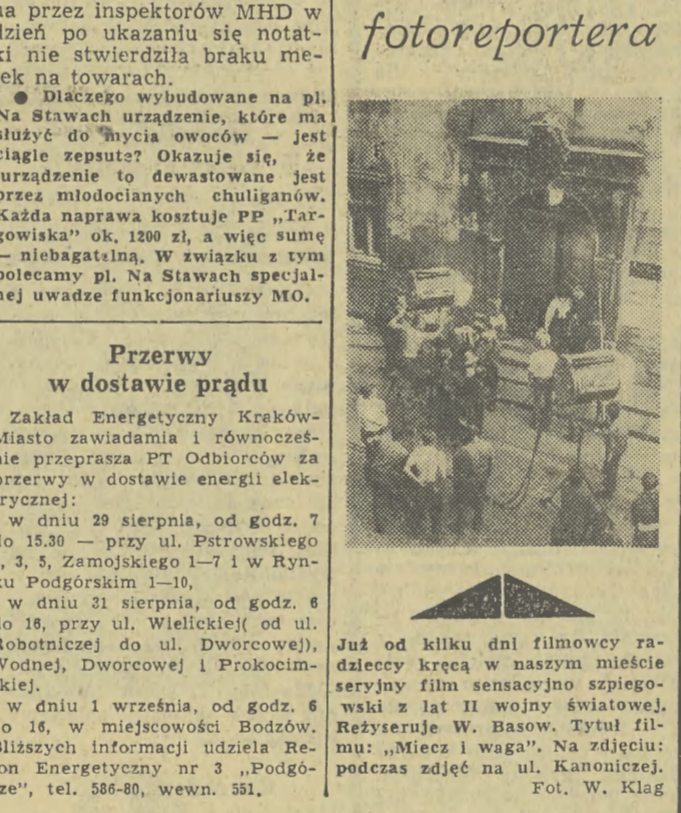 na przez inspektorów MHD w
dzień po ukazaniu się notat-
ki nie stwierdziła braku me-
ek na towarach.
● Dlaczego wybudowane na pl.
Na Stawach urządzenie, które ma
służyć do mycia owoców — jest
ciągle zepsute? Okazuje się, że
urządzenie to dewastowane jest
przez młodocianych chuliganów.
Każda naprawa kosztuje PP „Tar-
gowiska" ok. 1200 zł, a więc sumę
— niebagatelną. W związku z tym
polecamy pl. Na Stawach specjal-
nej uwadze funkcjonariuszy MO.
Przerwy
w dostawie prądu
Zakład Energetyczny Kraków-
Miasto zawiadamia i równocześ-
nie przeprasza PT Odbiorców za
przerwy w dostawie energii elek-
rycznej:
w dniu 29 sierpnia, od godz. 7
do 15.30 — przy ul. Pstrowskiego
, 3, 5, Zamojskiego 1—7 i w Ryn-
ku Podgórskim 1—10,
w dniu 31 sierpnia, od godz. 6
do 16, przy ul. Wielickiej( od ul.
Robotniczej do ul. Dworcowej),
Wodnej, Dworcowej i Prokocim-
kiej.
w dniu 1 września, od godz. 6
o 16, w miejscowości Bodzów.
Bliższych informacji udziela Re-
on Energetyczny nr 3 „Podgó-
ze", tel. 586-80, wewn. 551.
fotoreportera
Już od kilku dni filmowcy ra-
dzieccy kręcą w naszym mieście
seryjny film sensacyjno szpiego-
wski z lat II wojny światowej.
Reżyseruje W. Basow. Tytuł fil-
mu: „Miecz i waga". Na zdjęciu:
podczas zdjęć na ul. Kanoniczej.
Fot. W. Klag